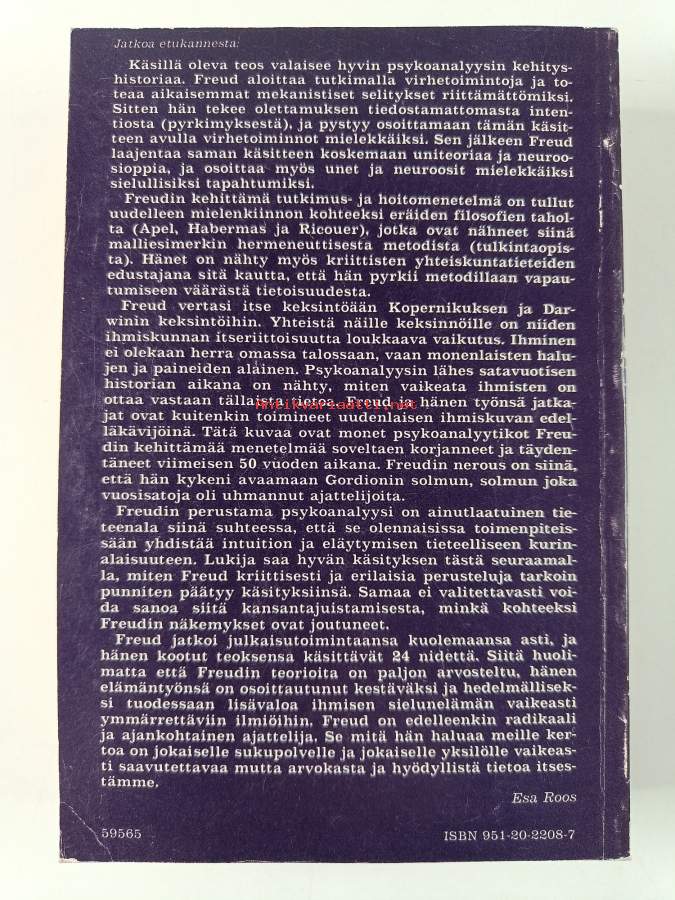 Jatkoa etukannesta:
Käsillä oleva teos valaisee hyvin psykoanalyysin kehitys-
historiaa. Freud aloittaa tutkimalla virhetoimintoja ja to-
teaa aikaisemmat mekanistiset selitykset riittämättömiksi.
Sitten hän tekee olettamuksen tiedostamattomasta inten-
tiosta (pyrkimyksestä), ja pystyy osoittamaan tämän käsit-
teen avulla virhetoiminnot mielekkäiksi. Sen jälkeen Freud
laajentaa saman käsitteen koskemaan uniteoriaa ja neuroo-
sioppia, ja osoittaa myös unet ja neuroosit mielekkäiksi
sielullisiksi tapahtumiksi.
Freudin kehittämä tutkimus- ja hoitomenetelmä on tullut
uudelleen mielenkiinnon kohteeksi eräiden filosofien tahol-
ta (Apel, Habermas ja Ricouer), jotka ovat nähneet siinä
malliesimerkin hermeneuttisesta metodista (tulkintaopis-
ta). Hänet on nähty myös kriittisten yhteiskuntatieteiden
edustajana sitä kautta, että hän pyrkii metodillaan vapau-
tumiseen väärästä tietoisuudesta.
Freud vertasi itse keksintöään Kopernikuksen ja Dar-
winin keksintöihin. Yhteistä näille keksinnöille on niiden
ihmiskunnan itseriittoisuutta loukkaava vaikutus. Ihminen
ei olekaan herra omassa talossaan, vaan monenlaisten halu-
jen ja paineiden alainen. Psykoanalyysin lähes satavuotisen
historian aikana on nähty, miten vaikeata ihmisten on
ottaa vastaan tällaista tietoa. Freud ja hänen työnsä jatka-
jat ovat kuitenkin toimineet uudenlaisen ihmiskuvan edel-
läkävijöinä. Tätä kuvaa ovat monet psykoanalyytikot Freu-
din kehittämää menetelmää soveltaen korjanneet ja täyden-
täneet viimeisen 50 vuoden aikana. Freudin nerous on siinä,
että hän kykeni avaamaan Gordionin solmun, solmun joka
vuosisatoja oli uhmannut ajattelijoita.
Freudin perustama psykoanalyysi on ainutlaatuinen tie-
teenala siinä suhteessa, että se olennaisissa toimenpiteis-
sään yhdistää intuition ja eläytymisen tieteelliseen kurin-
alaisuuteen. Lukija saa hyvän käsityksen tästä seuraamal-
la, miten Freud kriittisesti ja erilaisia perusteluja tarkoin
punniten päätyy käsityksiinsä. Samaa ei valitettavasti voi-
da sanoa siitä kansantajuistamisesta, minkä kohteeksi
Freudin näkemykset ovat joutuneet.
Freud jatkoi julkaisutoimintaansa kuolemaansa asti, ja
hänen kootut teoksensa käsittävät 24 nidettä. Siitä huoli-
matta että Freudin teorioita on paljon arvosteltu, hänen
elämäntyönsä on osoittautunut kestäväksi ja hedelmällisek-
si tuodessaan lisävaloa ihmisen sielunelämän vaikeasti
ymmärrettäviin ilmiöihin. Freud on edelleenkin radikaali
ja ajankohtainen ajattelija. Se mitä hän haluaa meille ker-
toa on jokaiselle sukupolvelle ja jokaiselle yksilölle vaikeas-
ti saavutettavaa mutta arvokasta ja hyödyllistä tietoa itses-
tämme.
Esa Roos
59565
ISBN 951-20-2208-7
Antikvariaatti.net